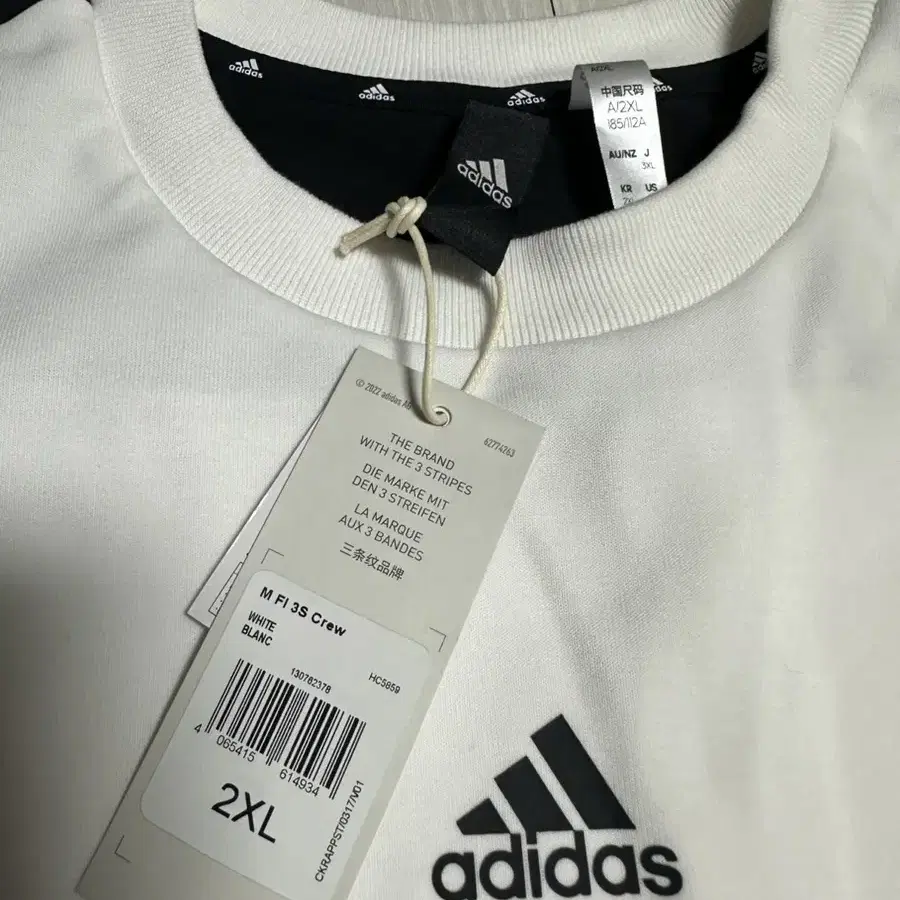 adidas
adidas
adidas
adidas
中国尺码
A/2XL
185/112A
AU/NZ J
3XL
KR US
© 2022 adidas AG
62774263
THE BRAND
WITH THE 3 STRIPES
DIE MARKE MIT
DEN 3 STREIFEN
LA MARQUE
AUX 3 BANDES
三条纹品牌
M FI 3S Crew
WHITE
BLANC
130782378
HC5859
4 065415 614934
2XL
CKRAPPST/0317/V01
adidas